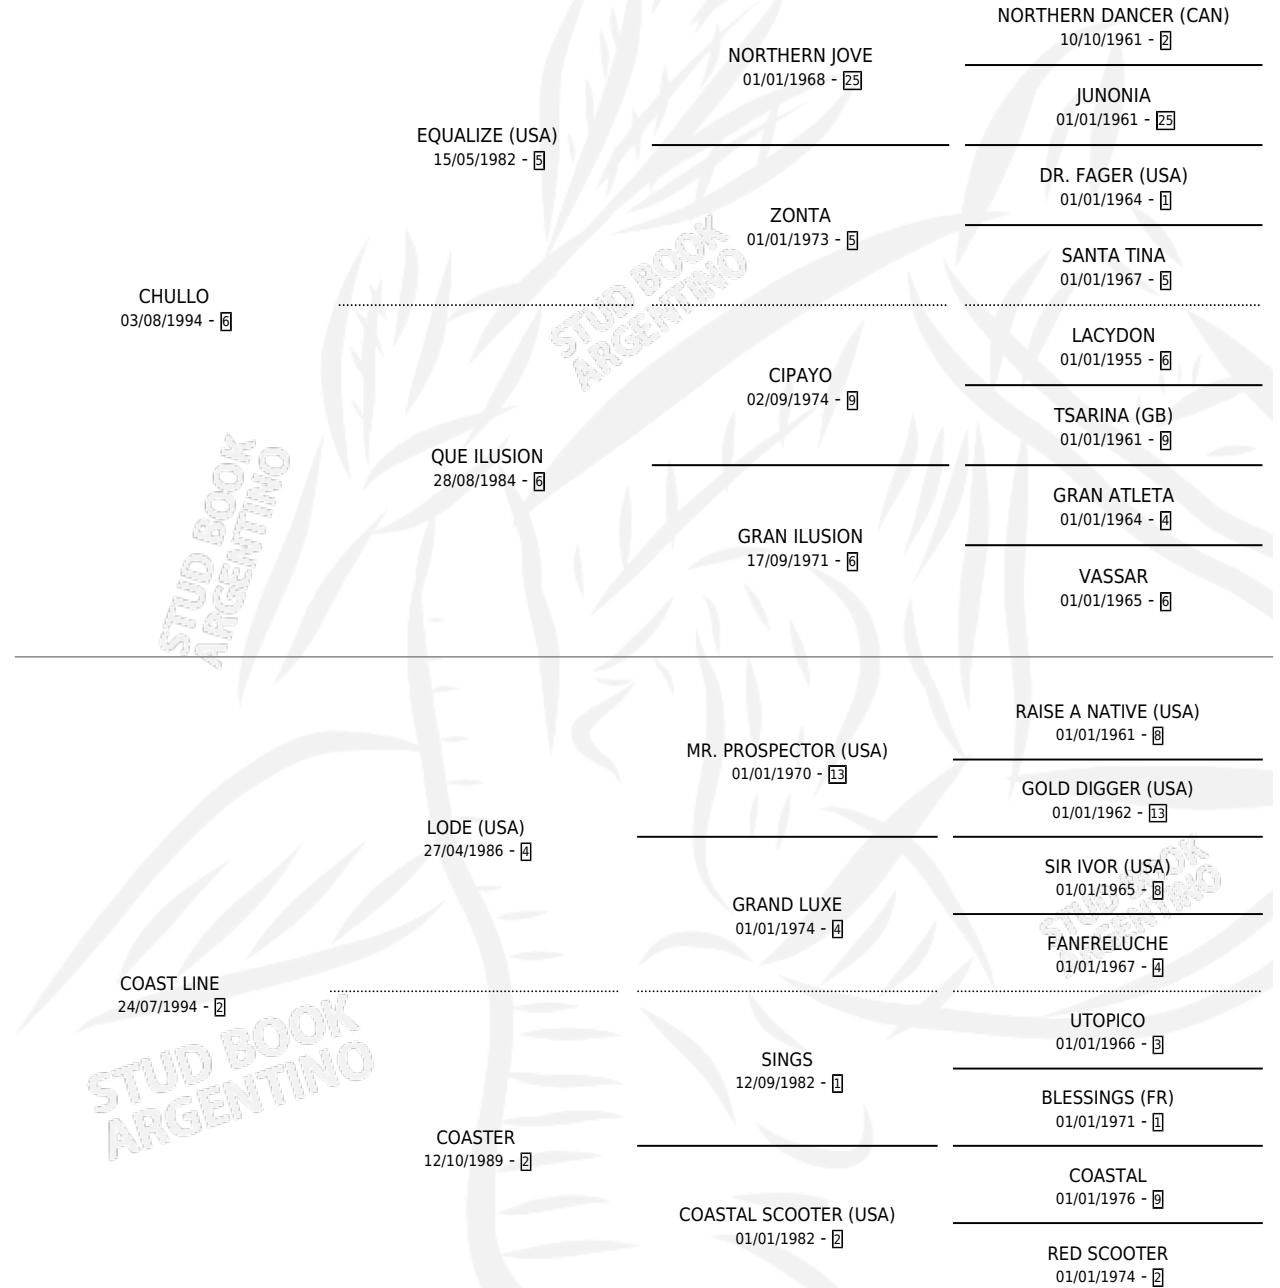 NORTHERN DANCER (CAN)
10/10/1961 - 2
NORTHERN JOVE
01/01/1968 - 25
JUNONIA
01/01/1961 - 25
EQUALIZE (USA)
15/05/1982 - 5
DR. FAGER (USA)
01/01/1964 - 1
ZONTA
01/01/1973 - 5
SANTA TINA
01/01/1967 - 5
CHULLO
03/08/1994 - 6
LACYDON
01/01/1955 - 6
CIPAYO
02/09/1974 - 9
TSARINA (GB)
01/01/1961 - 9
QUE ILUSION
28/08/1984 - 6
GRAN ATLETA
01/01/1964 - 4
GRAN ILUSION
17/09/1971 - 6
VASSAR
01/01/1965 - 6
STUD BOOK
ARGENTINO
STUD BOOK
ARGENTINO
RAISE A NATIVE (USA)
01/01/1961 - 8
MR. PROSPECTOR (USA)
01/01/1970 - 13
GOLD DIGGER (USA)
01/01/1962 - 13
LODE (USA)
27/04/1986 - 4
SIR IVOR (USA)
01/01/1965 - 8
GRAND LUXE
01/01/1974 - 4
FANFRELUCHE
01/01/1967 - 4
COAST LINE
24/07/1994 - 2
UTOPICO
01/01/1966 - 3
SINGS
12/09/1982 - 1
BLESSINGS (FR)
01/01/1971 - 1
COASTER
12/10/1989 - 2
COASTAL
01/01/1976 - 9
COASTAL SCOOTER (USA)
01/01/1982 - 2
RED SCOOTER
01/01/1974 - 2
STUD BOOK
ARGENTINO
STUD BOOK
ARGENTINO